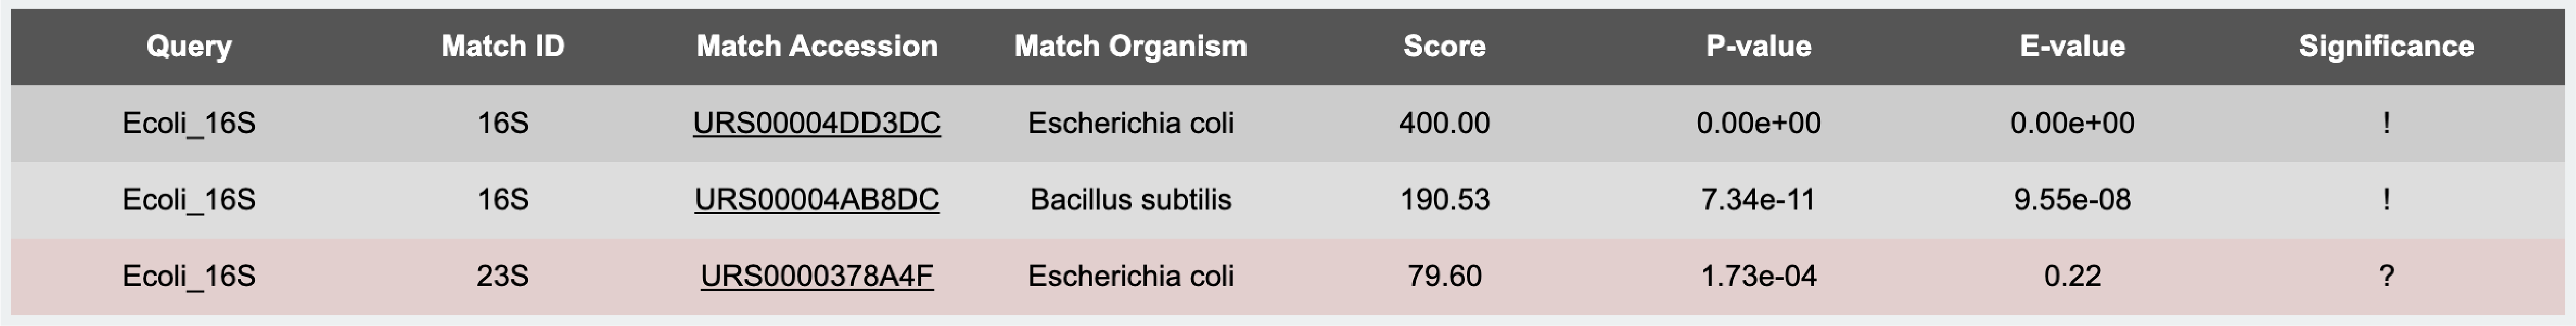 Query Match ID Match Accession Match Organism Score P-value E-value Significance
Ecoli_16S 16S URS00004DD3DC Escherichia coli 400.00 0.00e+00 0.00e+00 !
Ecoli_16S 16S URS00004AB8DC Bacillus subtilis 190.53 7.34e-11 9.55e-08 !
Ecoli_16S 23S URS0000378A4F Escherichia coli 79.60 1.73e-04 0.22 ?